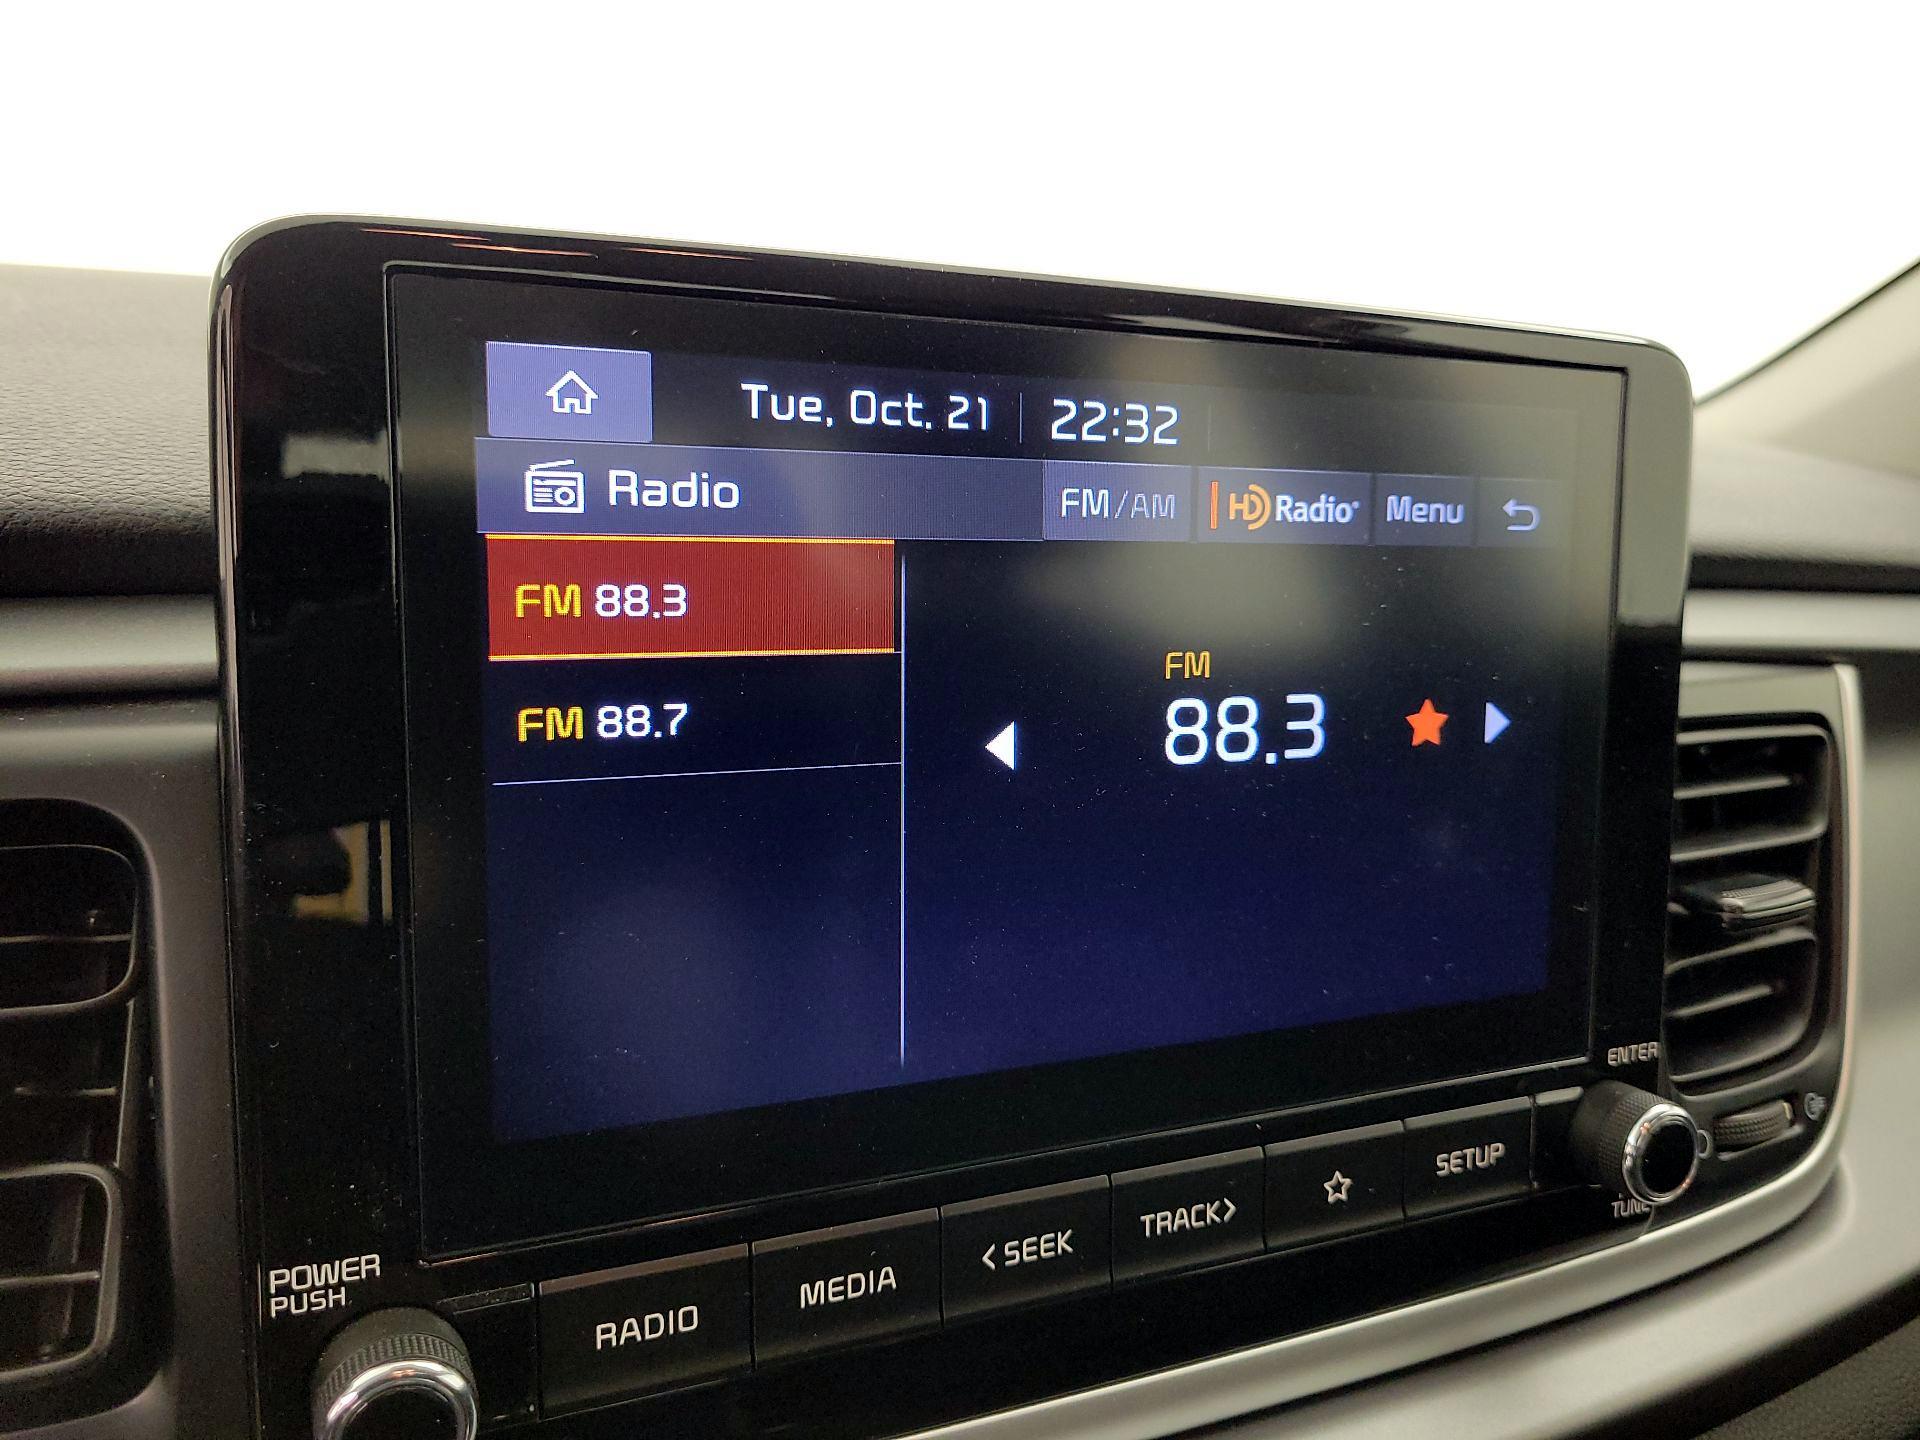 Tue, Oct. 21 22:32
Radio FM/AM HD Radio Menu
FM 88.3
FM 88.7
FM
88.3
ENTER
TUNE
POWER
PUSH
RADIO MEDIA <SEEK TRACK> SETUP